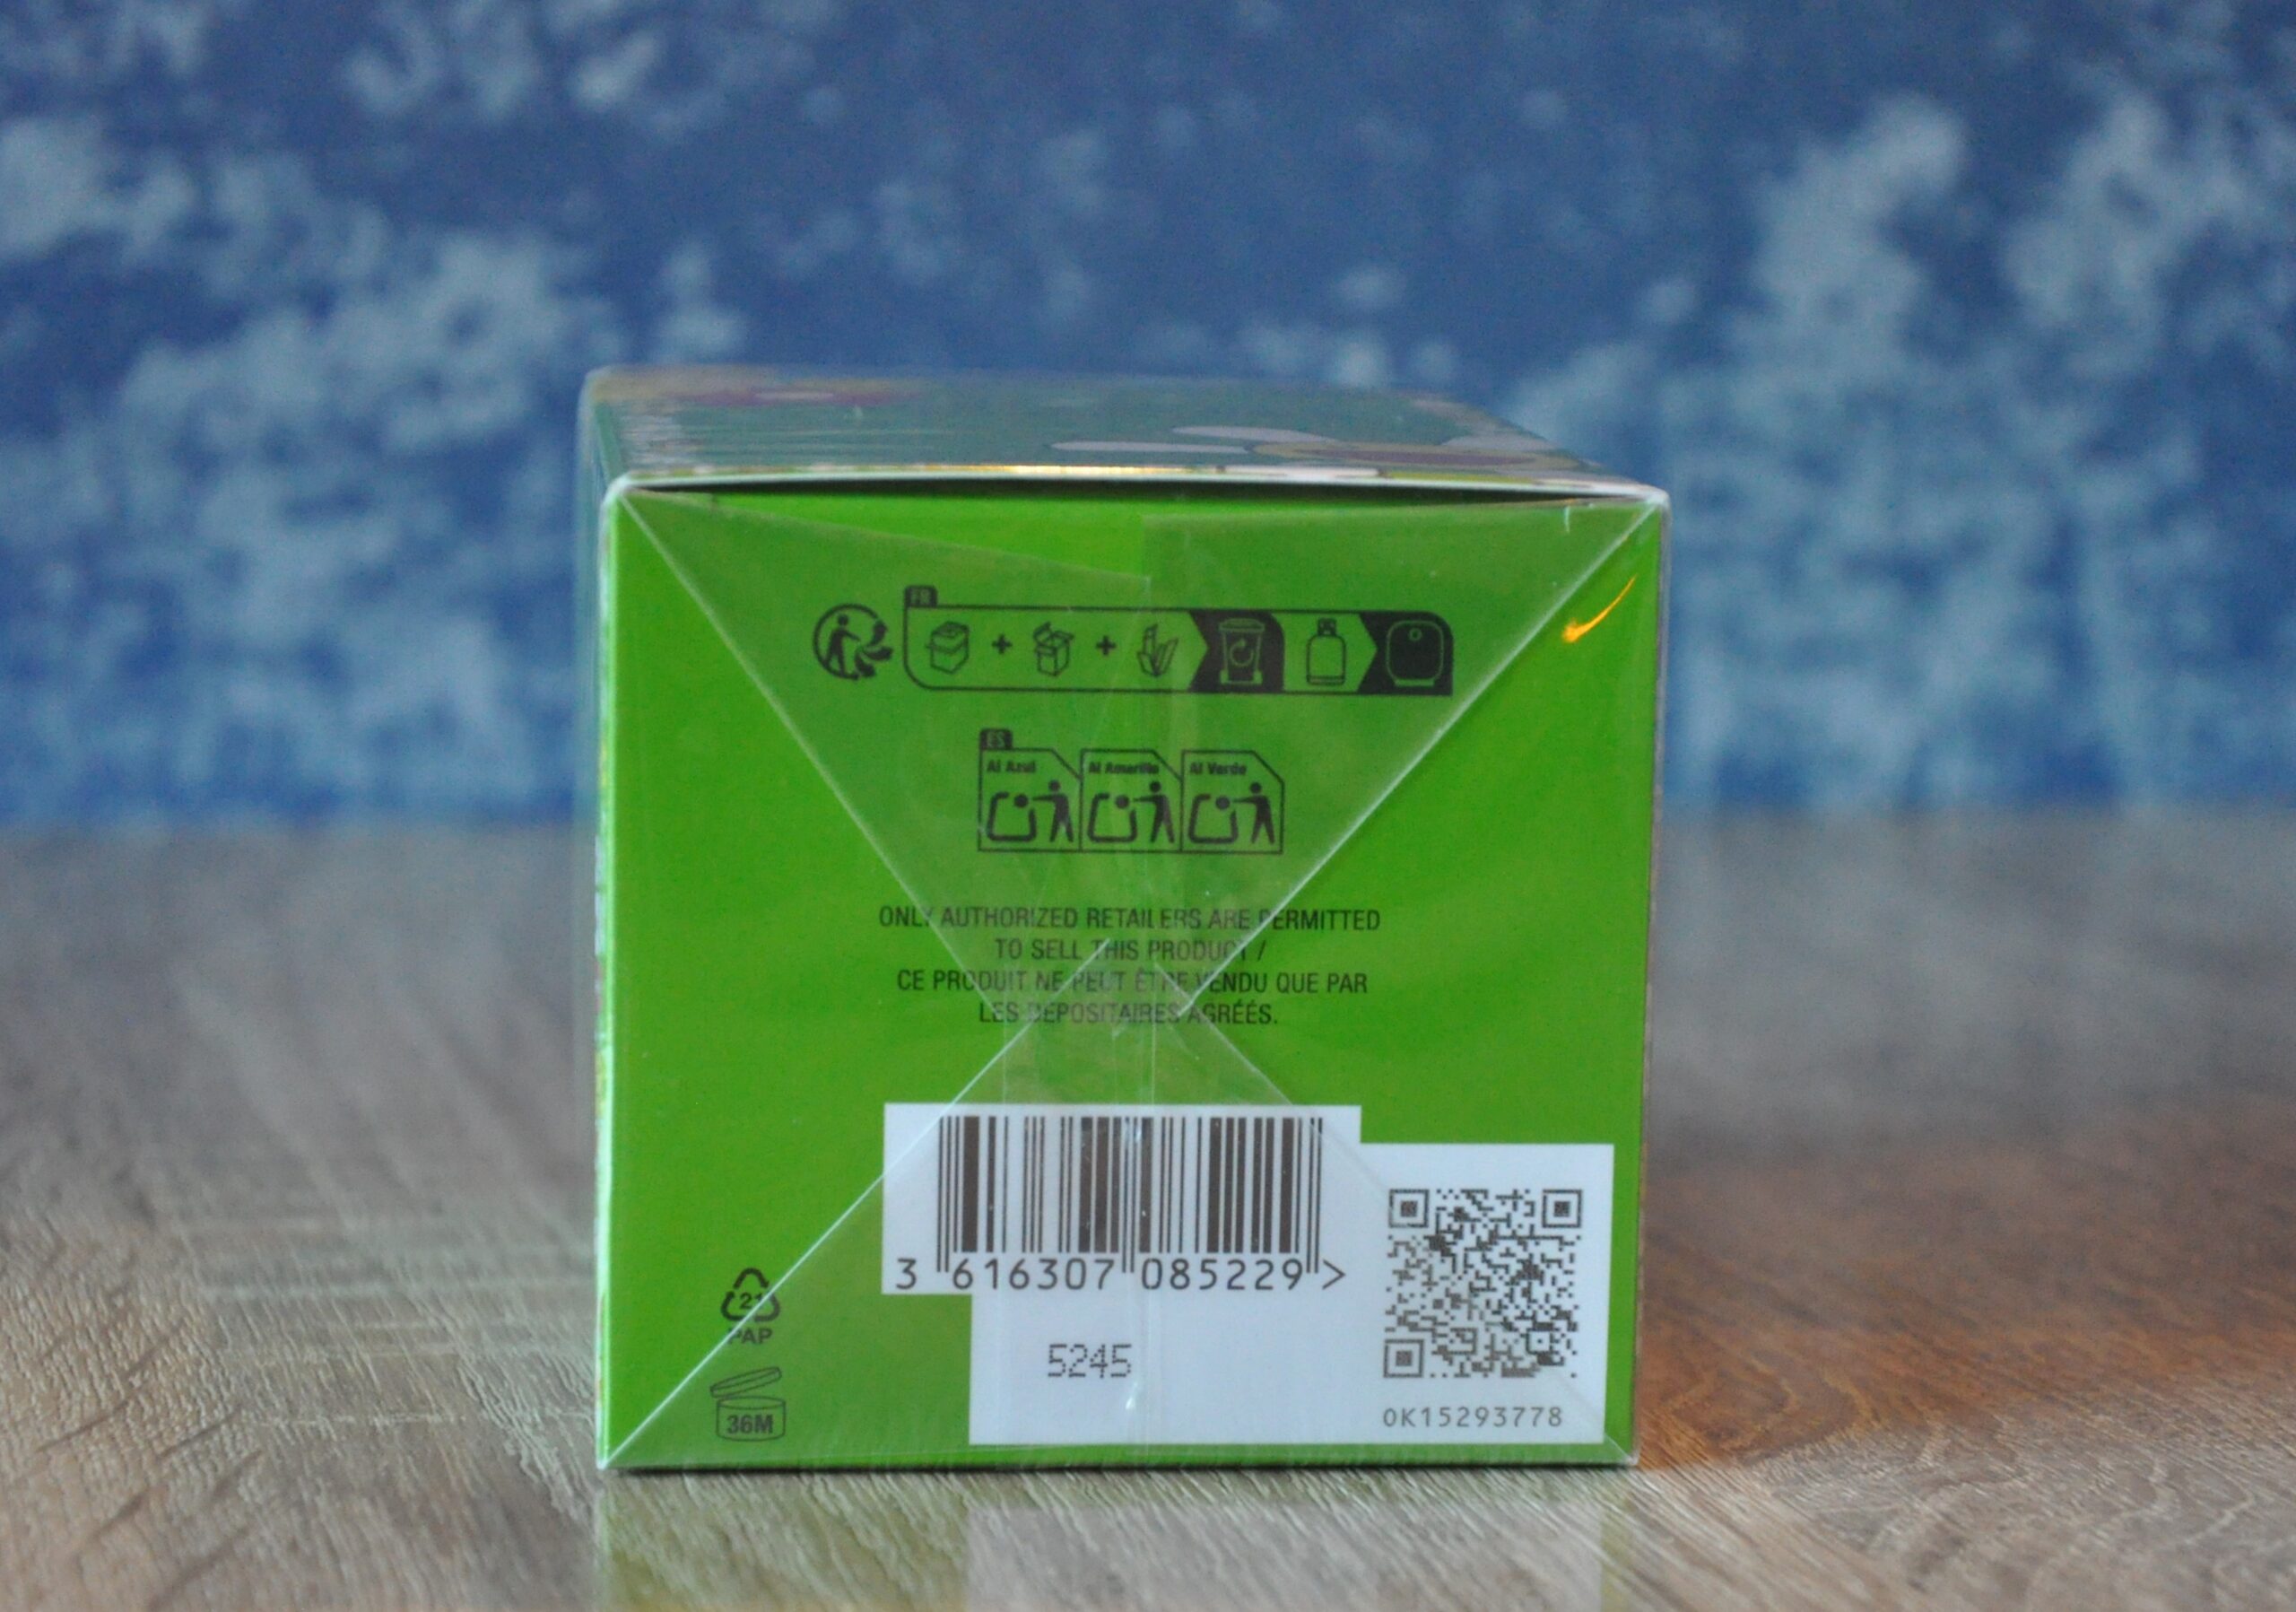 FR
ES
Al Azul Al Amarillo Al Verde
ONLY AUTHORIZED RETAILERS ARE PERMITTED
TO SELL THIS PRODUCT /
CE PRODUIT NE PEUT ÊTRE VENDU QUE PAR
LES DÉPOSITAIRES AGRÉÉS.
3 616307 085229 >
21
PAP
5245
36M
0K15293778